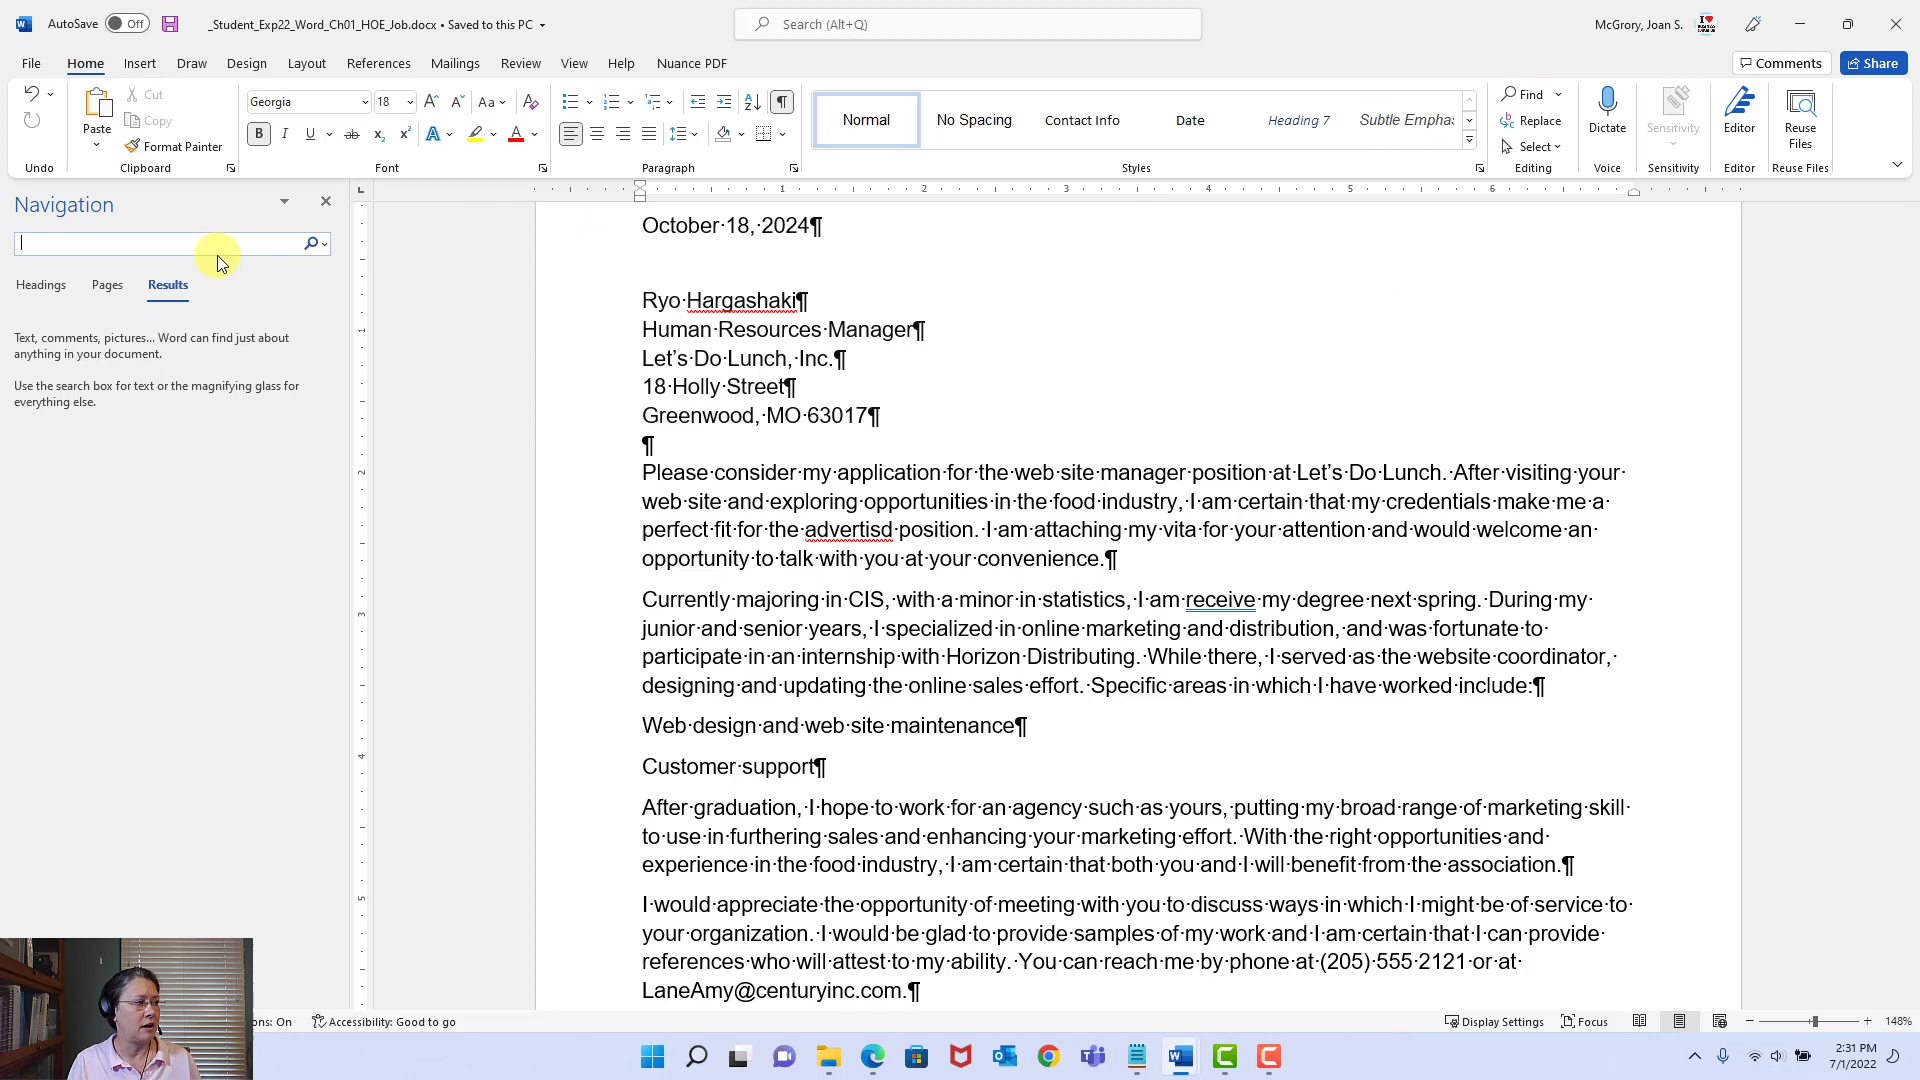 AutoSave Off _Student_Exp22_Word_Ch01_HOE_Job.docx • Saved to this PC Search (Alt+Q) McGrory, Joan S.
File Home Insert Draw Design Layout References Mailings Review View Help Nuance PDF Comments Share
Paste Cut Copy Format Painter
Georgia 18
Normal No Spacing Contact Info Date Heading 7 Subtle Emphas
Find Replace Select
Dictate Sensitivity Editor Reuse Files
Undo Clipboard Font Paragraph Styles Editing Voice Sensitivity Editor Reuse Files
Navigation
Headings Pages Results
Text, comments, pictures... Word can find just about
anything in your document.
Use the search box for text or the magnifying glass for
everything else.
1 2 3 4 5 6
1
2
3
4
5
October·18,·2024¶
Ryo·Hargashaki¶
Human·Resources·Manager¶
Let's·Do·Lunch,·Inc.¶
18·Holly·Street¶
Greenwood,·MO·63017¶
¶
Please·consider·my·application·for·the·web·site·manager·position·at·Let's·Do·Lunch.·After·visiting·your·
web·site·and·exploring·opportunities·in·the·food·industry,·I·am·certain·that·my·credentials·make·me·a·
perfect·fit·for·the·advertisd·position.·I·am·attaching·my·vita·for·your·attention·and·would·welcome·an·
opportunity·to·talk·with·you·at·your·convenience.¶
Currently·majoring·in·CIS,·with·a·minor·in·statistics,·I·am·receive·my·degree·next·spring.·During·my·
junior·and·senior·years,·I·specialized·in·online·marketing·and·distribution,·and·was·fortunate·to·
participate·in·an·internship·with·Horizon·Distributing.·While·there,·I·served·as·the·website·coordinator,·
designing·and·updating·the·online·sales·effort.·Specific·areas·in·which·I·have·worked·include:¶
Web·design·and·web·site·maintenance¶
Customer·support¶
After·graduation,·I·hope·to·work·for·an·agency·such·as·yours,·putting·my·broad·range·of·marketing·skill·
to·use·in·furthering·sales·and·enhancing·your·marketing·effort.·With·the·right·opportunities·and·
experience·in·the·food·industry,·I·am·certain·that·both·you·and·I·will·benefit·from·the·association.¶
I·would·appreciate·the·opportunity·of·meeting·with·you·to·discuss·ways·in·which·I·might·be·of·service·to·
your·organization.·I·would·be·glad·to·provide·samples·of·my·work·and·I·am·certain·that·I·can·provide·
references·who·will·attest·to·my·ability.·You·can·reach·me·by·phone·at·(205)·555·2121·or·at·
LaneAmy@centuryinc.com.¶
ons: On Accessibility: Good to go Display Settings Focus 148%
2:31 PM
7/1/2022